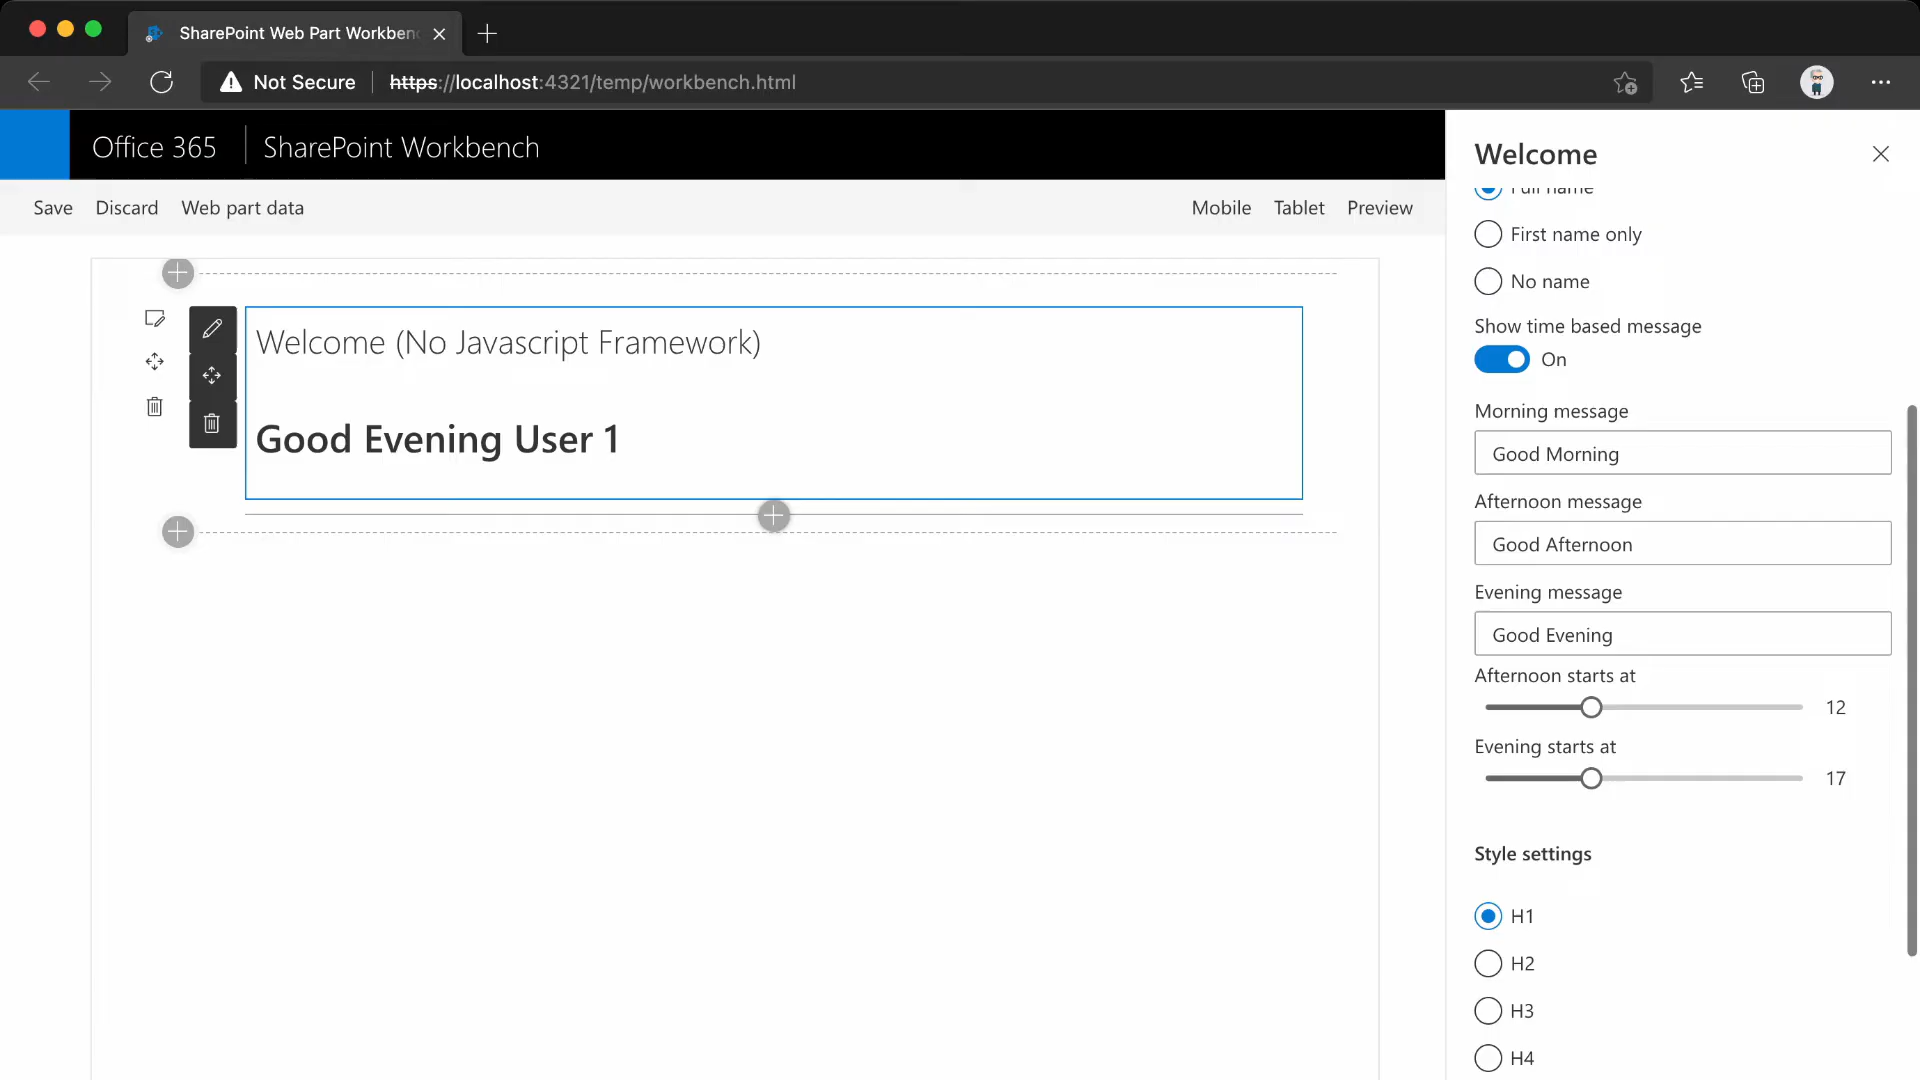 SharePoint Web Part Workben
Not Secure https://localhost:4321/temp/workbench.html
Office 365 SharePoint Workbench
Save Discard Web part data Mobile Tablet Preview
Welcome (No Javascript Framework)
Good Evening User 1
Welcome
Full name
First name only
No name
Show time based message
On
Morning message
Good Morning
Afternoon message
Good Afternoon
Evening message
Good Evening
Afternoon starts at
12
Evening starts at
17
Style settings
H1
H2
H3
H4